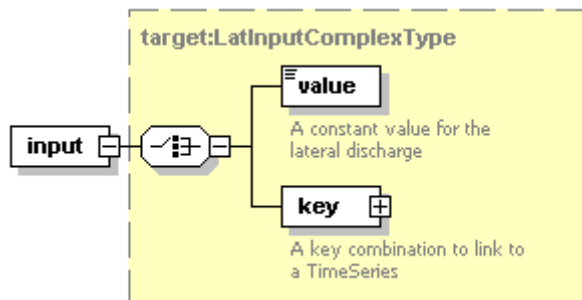 target:LatInputComplexType
value
A constant value for the
lateral discharge
input
key
A key combination to link to
a TimeSeries